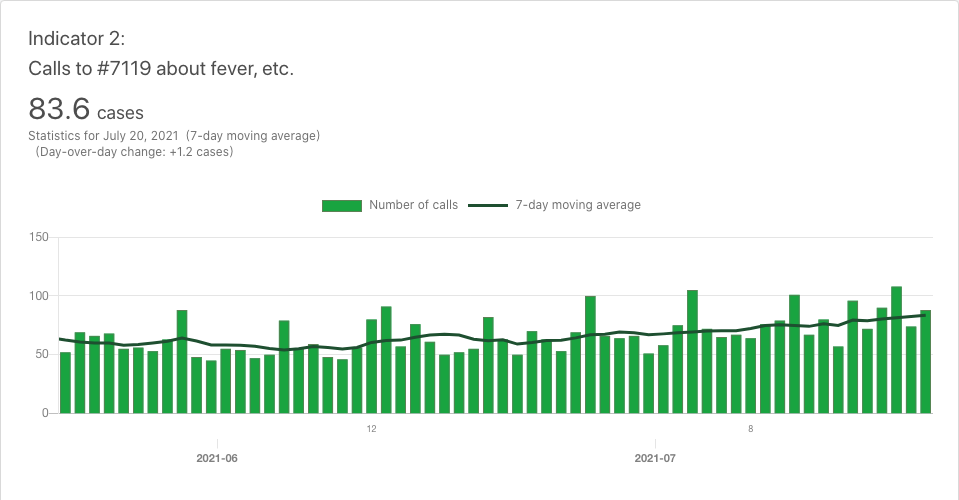 Indicator 2:
Calls to #7119 about fever, etc.
83.6 cases
Statistics for July 20, 2021 (7-day moving average)
(Day-over-day change: +1.2 cases)
Number of calls 7-day moving average
150
100
50
0
12 8
2021-06 2021-07